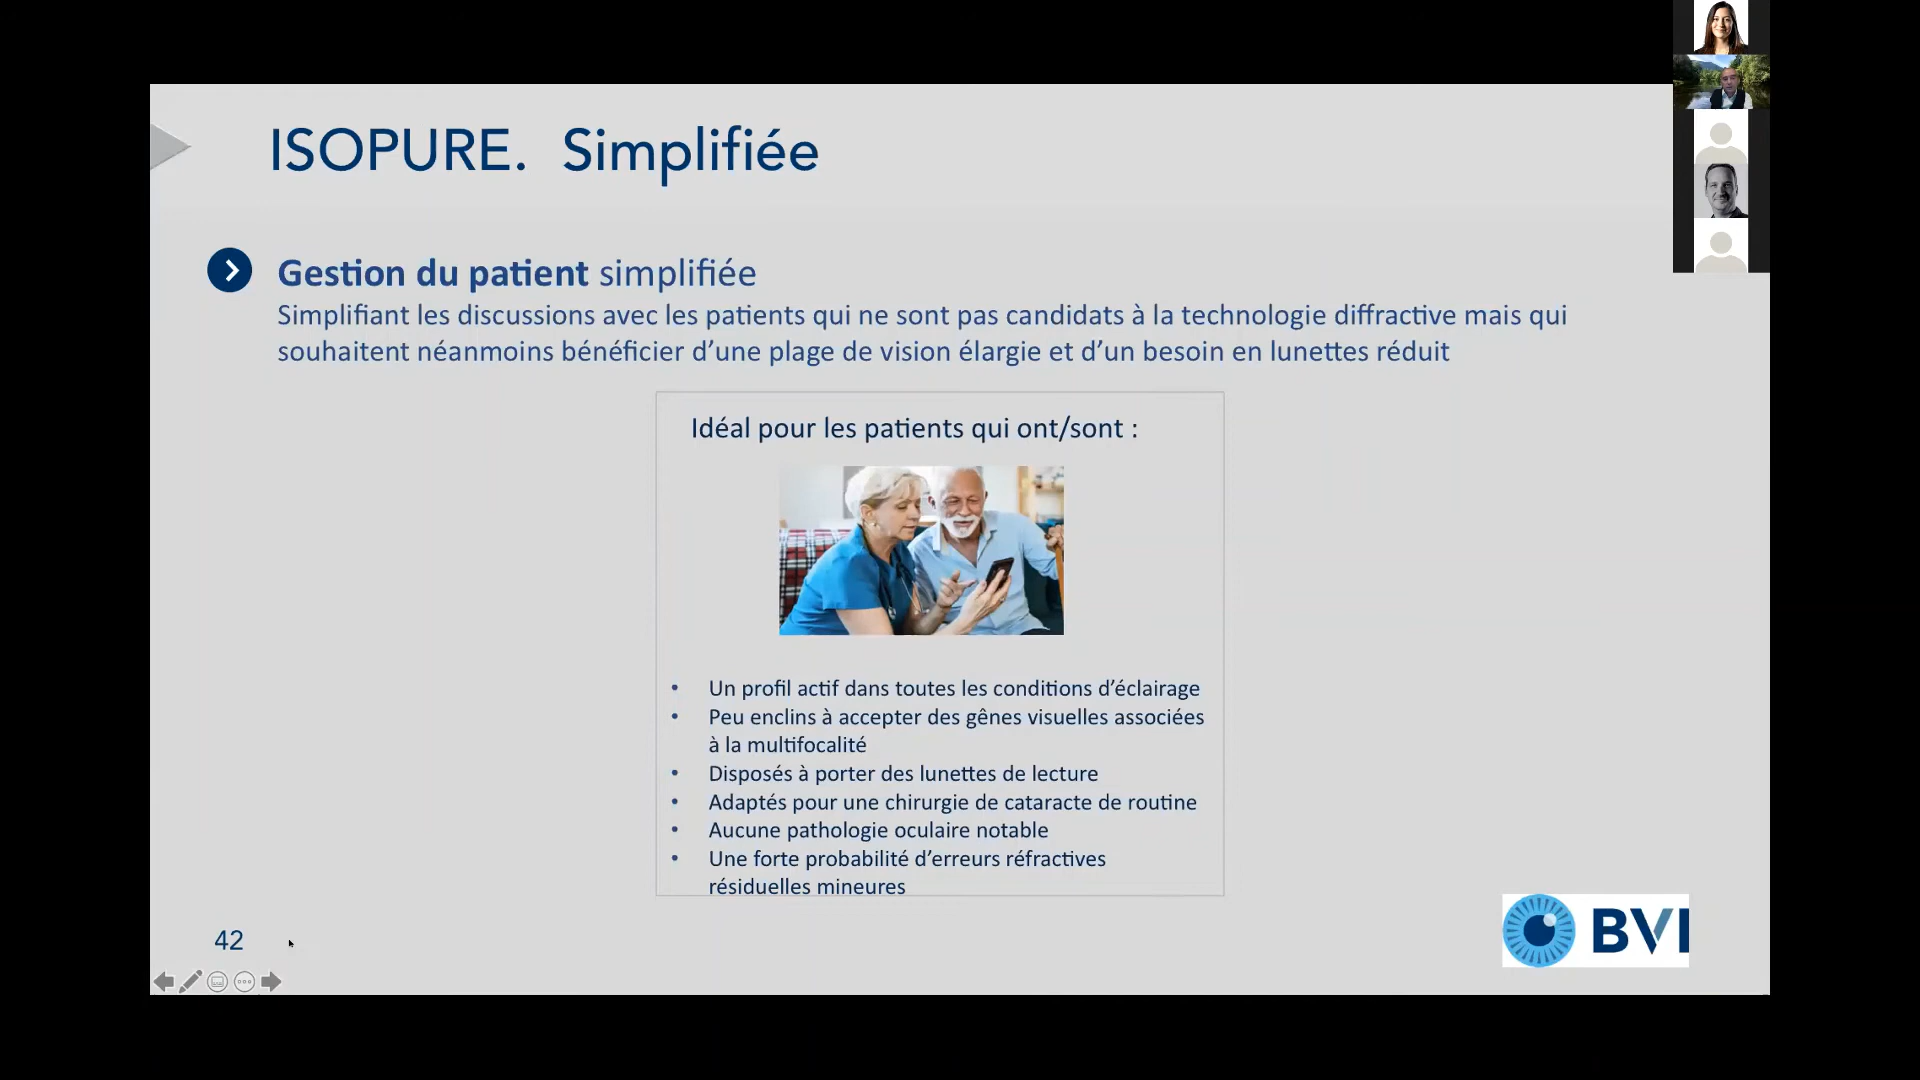 ISOPURE. Simplifiée
Gestion du patient simplifiée
Simplifiant les discussions avec les patients qui ne sont pas candidats à la technologie diffractive mais qui
souhaitent néanmoins bénéficier d’une plage de vision élargie et d’un besoin en lunettes réduit
Idéal pour les patients qui ont/sont :
• Un profil actif dans toutes les conditions d’éclairage
• Peu enclins à accepter des gênes visuelles associées
à la multifocalité
• Disposés à porter des lunettes de lecture
• Adaptés pour une chirurgie de cataracte de routine
• Aucune pathologie oculaire notable
• Une forte probabilité d’erreurs réfractives
résiduelles mineures
42
BVI